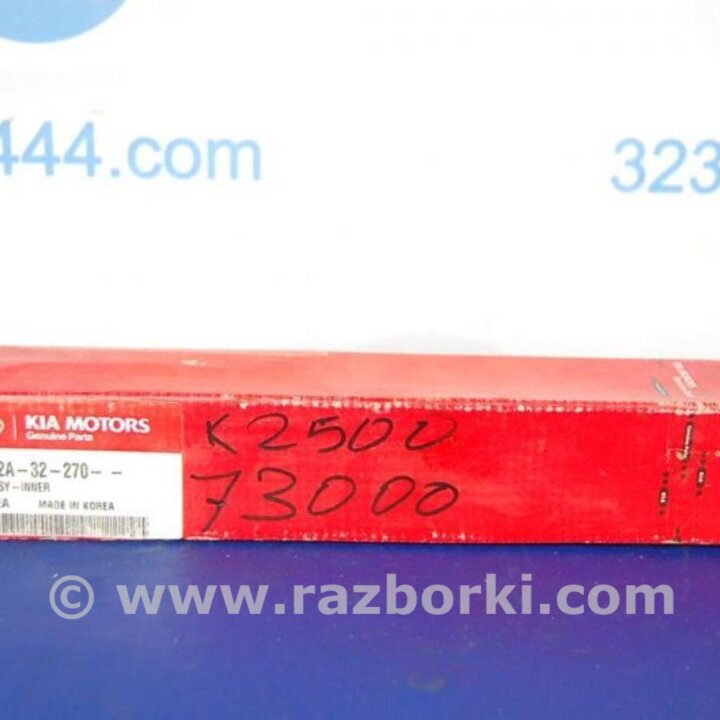 444.com
323
KIA MOTORS
Genuine Parts
2A-32-270- -
SY-INNER
EA MADE IN KOREA
K2500
73000
© www.razborki.com